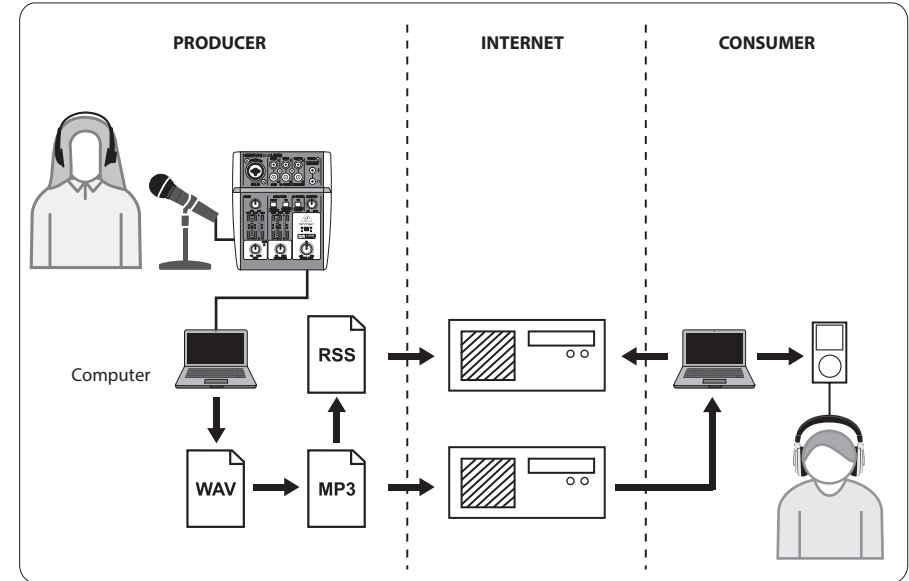 PRODUCER
INTERNET
CONSUMER
Computer
RSS
WAV
MP3